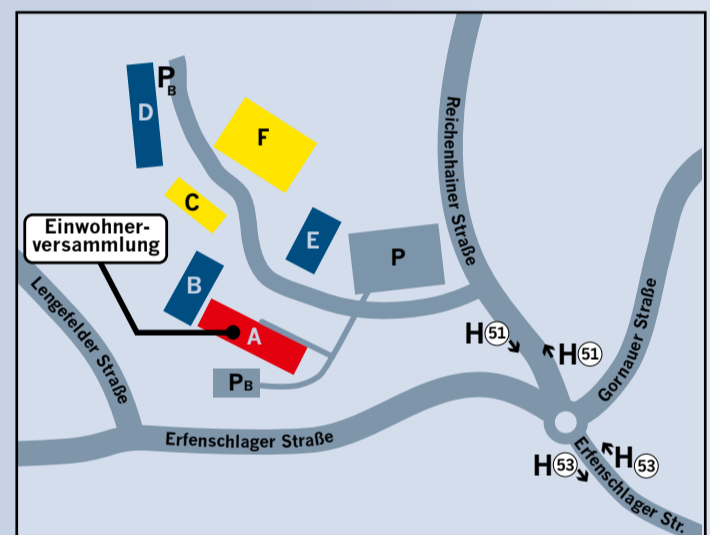 PB
D
F
C
Einwohner-
versammlung
E
B
P
A
PB
Reichenhainer Straße
Lengefelder Straße
Gornauer Straße
H 51
H 51
Erfenschlager Straße
H 53
H 53
Erfenschlager Str.